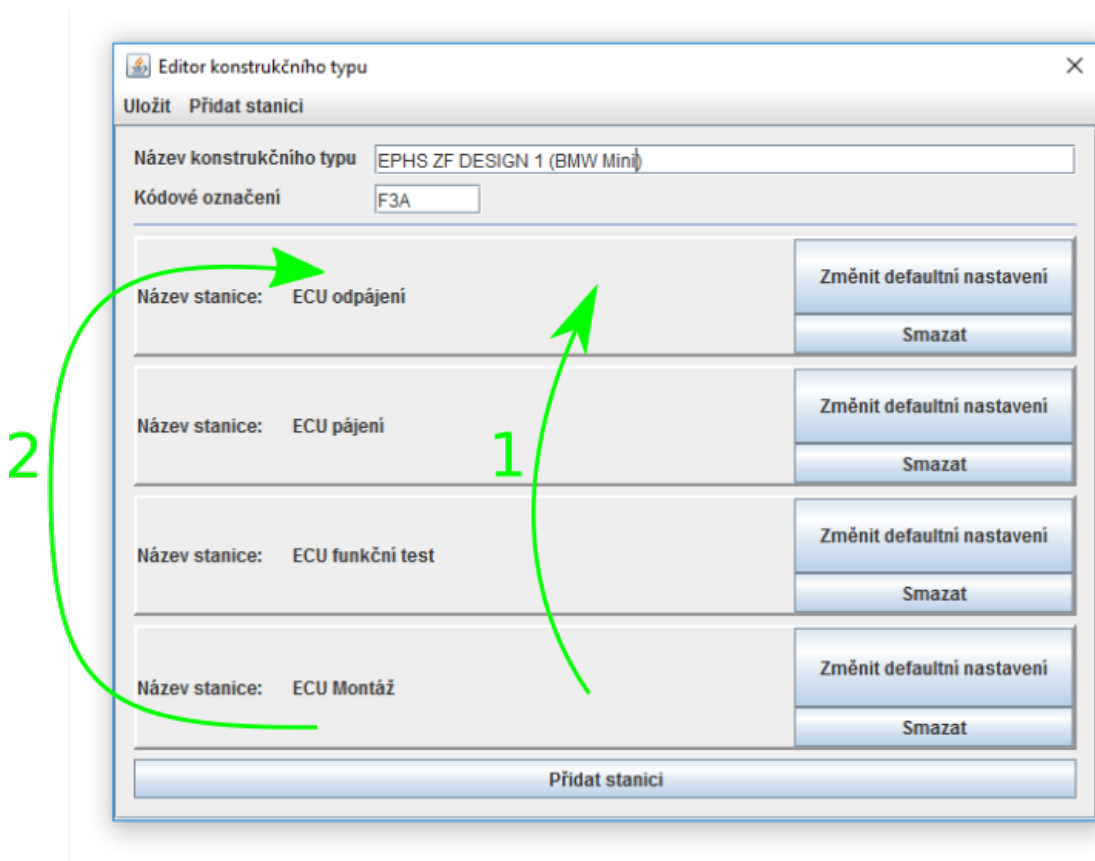 Editor konstrukčního typu
Uložit Přidat stanici
Název konstrukčního typu EPHS ZF DESIGN 1 (BMW Mini)
Kódové označení F3A
Název stanice: ECU odpájení
Změnit defaultní nastavení
Smazat
Název stanice: ECU pájení
Změnit defaultní nastavení
Smazat
Název stanice: ECU funkční test
Změnit defaultní nastavení
Smazat
Název stanice: ECU Montáž
Změnit defaultní nastavení
Smazat
Přidat stanici
2
1